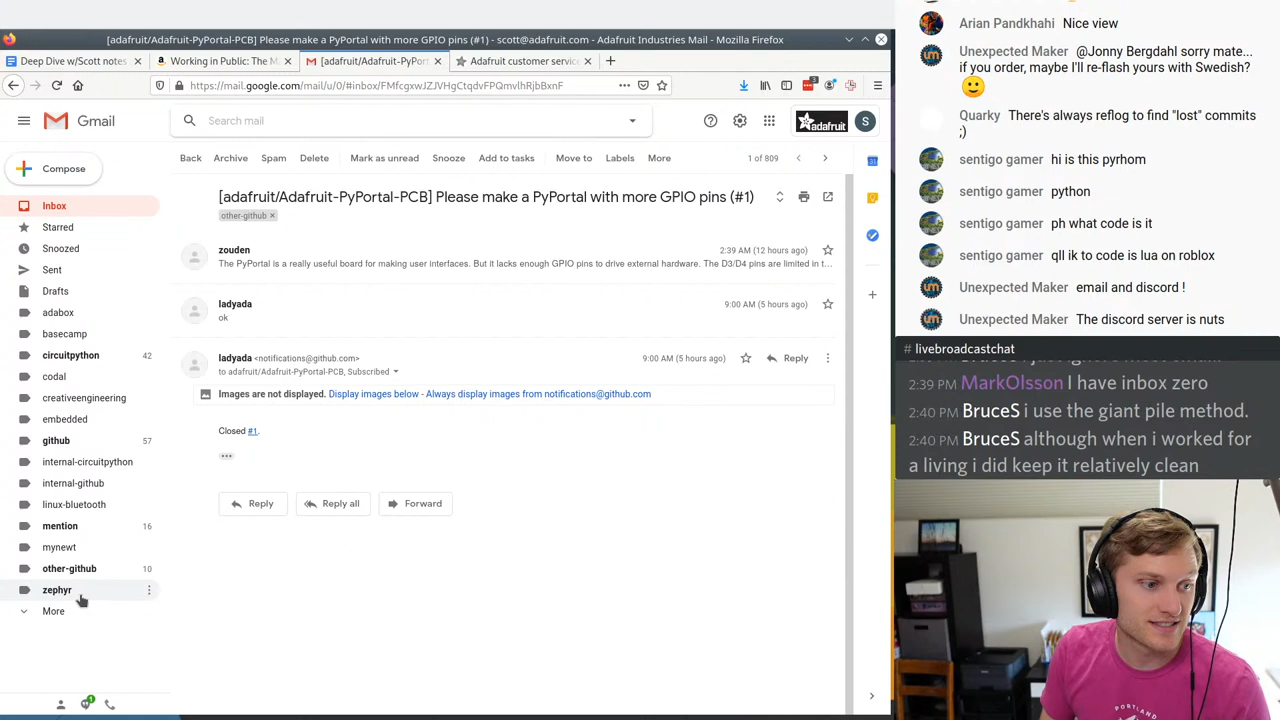 [adafruit/Adafruit-PyPortal-PCB] Please make a PyPortal with more GPIO pins (#1) - scott@adafruit.com - Adafruit Industries Mail - Mozilla Firefox
Deep Dive w/Scott notes
Working in Public: The M
[adafruit/Adafruit-PyPort
Adafruit customer service
https://mail.google.com/mail/u/0/#inbox/FMfcgxwJZJVHgCtqdvFPQmvlhRjbBxnF
3
Gmail
Search mail
adafruit
S
Compose
Back
Archive
Spam
Delete
Mark as unread
Snooze
Add to tasks
Move to
Labels
More
1 of 809
Inbox
Starred
Snoozed
Sent
Drafts
adabox
basecamp
circuitpython 42
codal
creativeengineering
embedded
github 57
internal-circuitpython
internal-github
linux-bluetooth
mention 16
mynewt
other-github 10
zephyr
More
1
[adafruit/Adafruit-PyPortal-PCB] Please make a PyPortal with more GPIO pins (#1)
other-github
zouden
2:39 AM (12 hours ago)
The PyPortal is a really useful board for making user interfaces. But it lacks enough GPIO pins to drive external hardware. The D3/D4 pins are limited in t...
ladyada
9:00 AM (5 hours ago)
ok
ladyada <notifications@github.com>
9:00 AM (5 hours ago)
Reply
to adafruit/Adafruit-PyPortal-PCB, Subscribed
Images are not displayed. Display images below - Always display images from notifications@github.com
Closed #1.
Reply
Reply all
Forward
Arian Pandkhahi Nice view
Unexpected Maker @Jonny Bergdahl sorry mate...
if you order, maybe I'll re-flash yours with Swedish?
Quarky There's always reflog to find "lost" commits
;)
sentigo gamer hi is this pyrhom
sentigo gamer python
sentigo gamer ph what code is it
sentigo gamer qll ik to code is lua on roblox
Unexpected Maker email and discord !
Unexpected Maker The discord server is nuts
# livebroadcastchat
2:39 PM MarkOlsson I have inbox zero
2:40 PM BruceS i use the giant pile method.
2:40 PM BruceS although when i worked for
a living i did keep it relatively clean